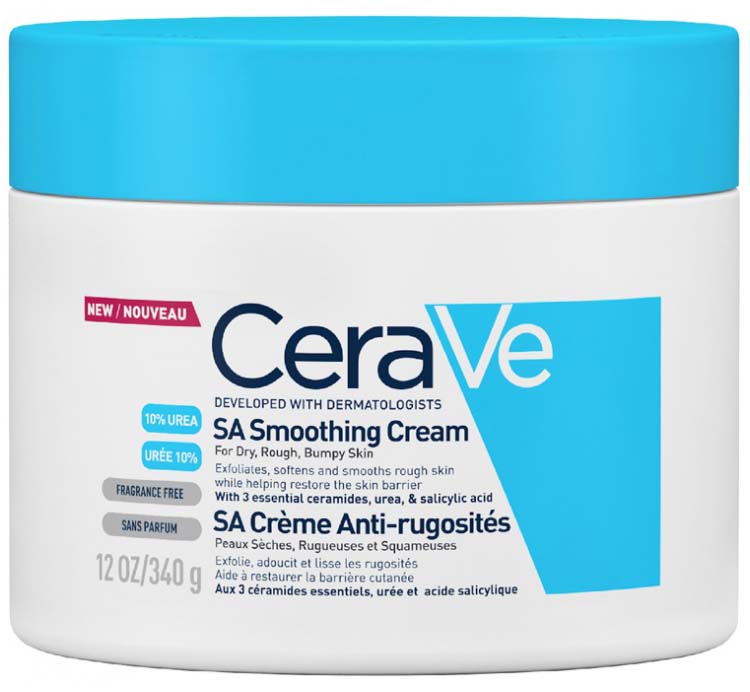 NEW / NOUVEAU
CeraVe
DEVELOPED WITH DERMATOLOGISTS
10% UREA
URÉE 10%
FRAGRANCE FREE
SANS PARFUM
12 OZ/340 g
SA Smoothing Cream
For Dry, Rough, Bumpy Skin
Exfoliates, softens and smooths rough skin
while helping restore the skin barrier
With 3 essential ceramides, urea, & salicylic acid
SA Crème Anti-rugosités
Peaux Sèches, Rugueuses et Squameuses
Exfolie, adoucit et lisse les rugosités
Aide à restaurer la barrière cutanée
Aux 3 céramides essentiels, urée et acide salicylique